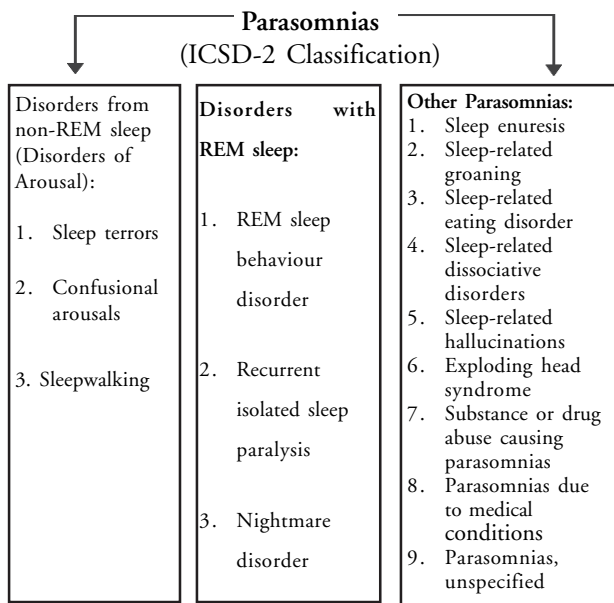 Parasomnias
(ICSD-2 Classification)
Disorders from
non-REM sleep
(Disorders of
Arousal):
1. Sleep terrors
2. Confusional
arousals
3. Sleepwalking
Disorders with
REM sleep:
1. REM sleep
behaviour
disorder
2. Recurrent
isolated sleep
paralysis
3. Nightmare
disorder
Other Parasomnias:
1. Sleep enuresis
2. Sleep-related
groaning
3. Sleep-related
eating disorder
4. Sleep-related
dissociative
disorders
5. Sleep-related
hallucinations
6. Exploding head
syndrome
7. Substance or drug
abuse causing
parasomnias
8. Parasomnias due
to medical
conditions
9. Parasomnias,
unspecified